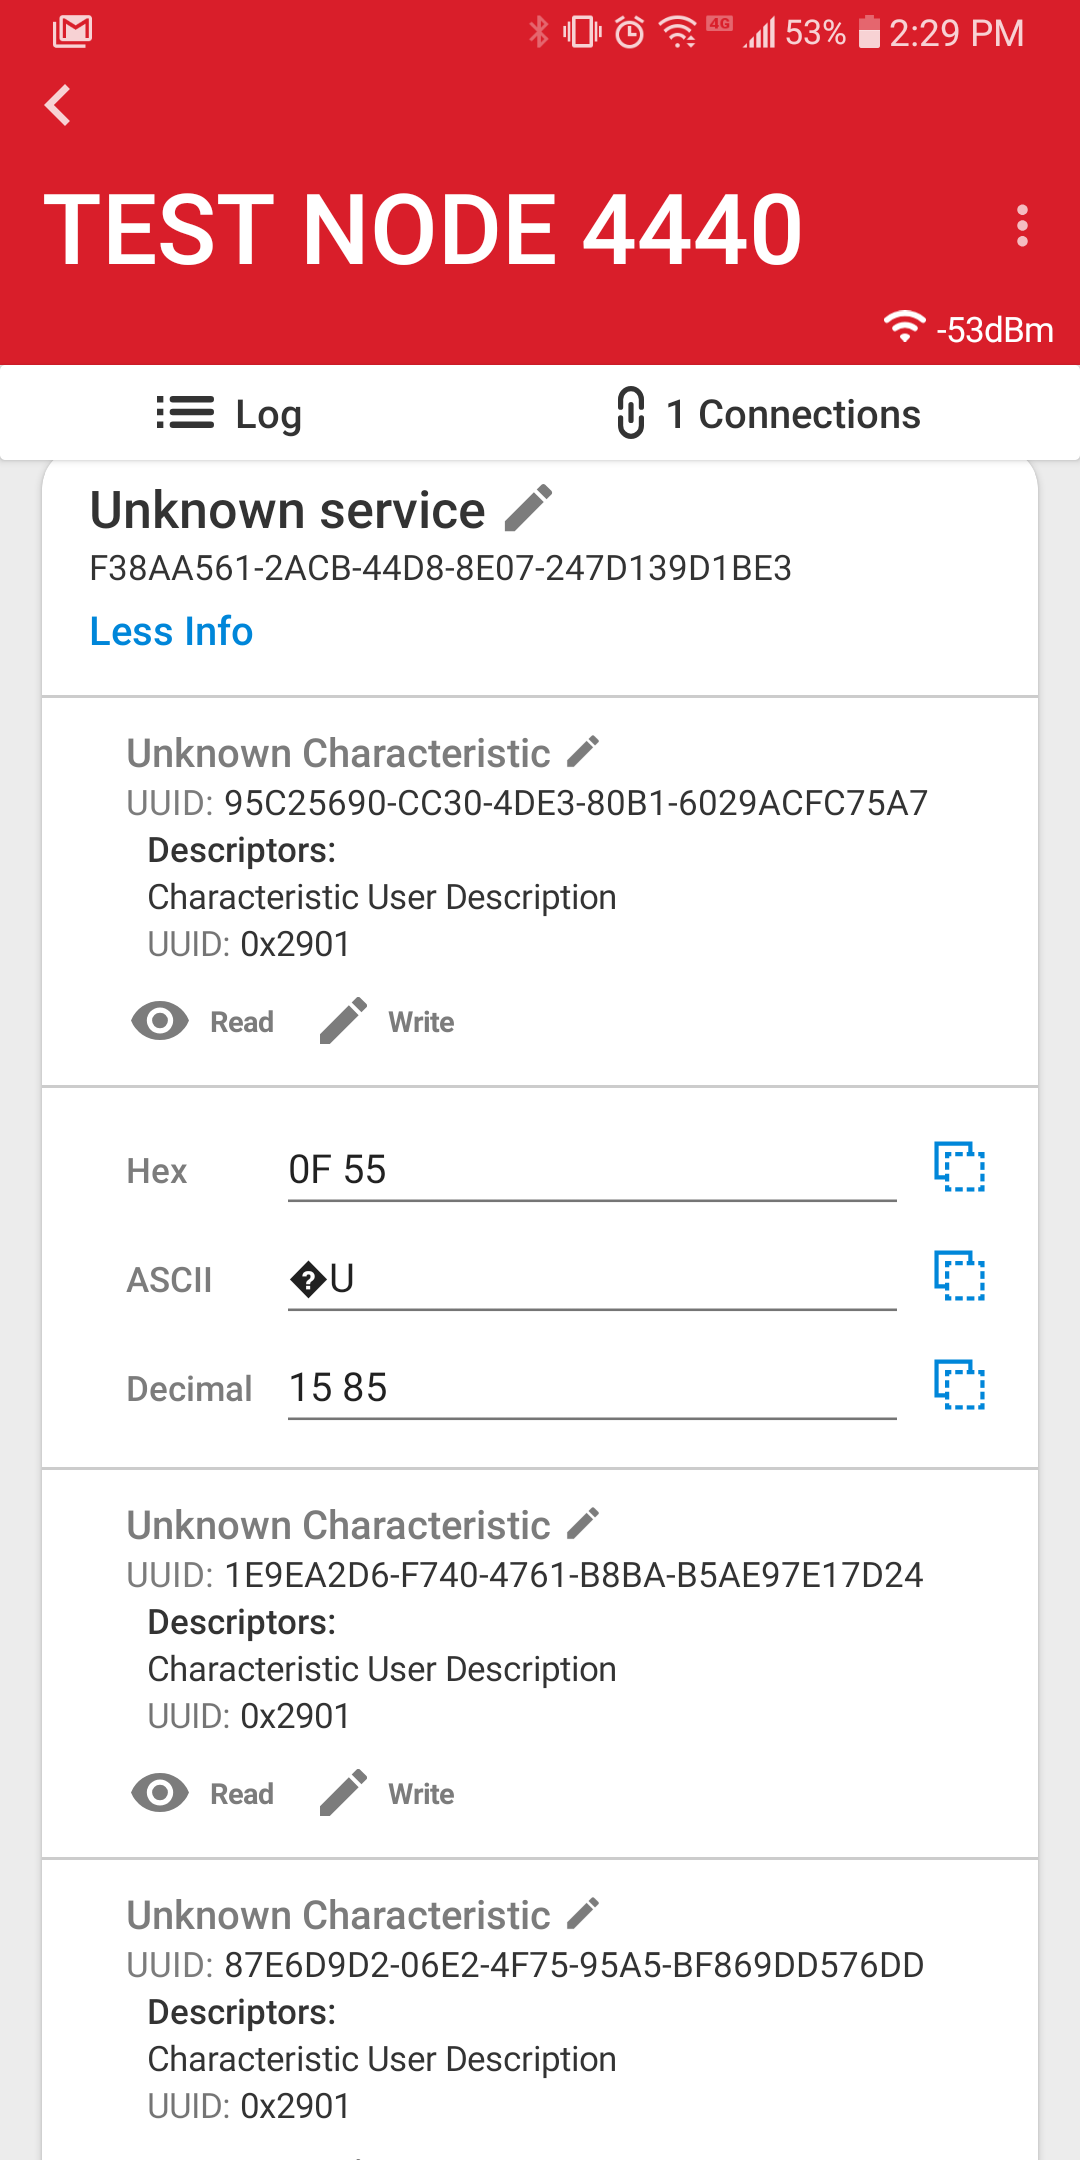 4G 53% 2:29 PM
TEST NODE 4440
-53dBm
Log 1 Connections
Unknown service
F38AA561-2ACB-44D8-8E07-247D139D1BE3
Less Info
Unknown Characteristic
UUID: 95C25690-CC30-4DE3-80B1-6029ACFC75A7
Descriptors:
Characteristic User Description
UUID: 0x2901
Read Write
Hex 0F 55
ASCII �U
Decimal 15 85
Unknown Characteristic
UUID: 1E9EA2D6-F740-4761-B8BA-B5AE97E17D24
Descriptors:
Characteristic User Description
UUID: 0x2901
Read Write
Unknown Characteristic
UUID: 87E6D9D2-06E2-4F75-95A5-BF869DD576DD
Descriptors:
Characteristic User Description
UUID: 0x2901